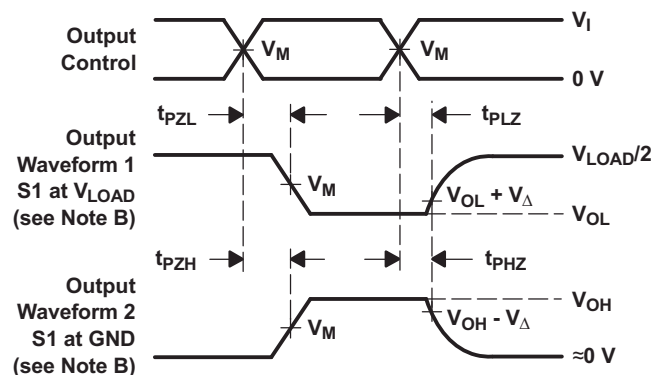 Output
Control
V_M
V_M
V_I
0 V
t_PZL
t_PLZ
Output
Waveform 1
S1 at V_LOAD
(see Note B)
V_M
V_LOAD/2
V_OL + V_Δ
V_OL
t_PZH
t_PHZ
Output
Waveform 2
S1 at GND
(see Note B)
V_M
V_OH
V_OH - V_Δ
≈0 V